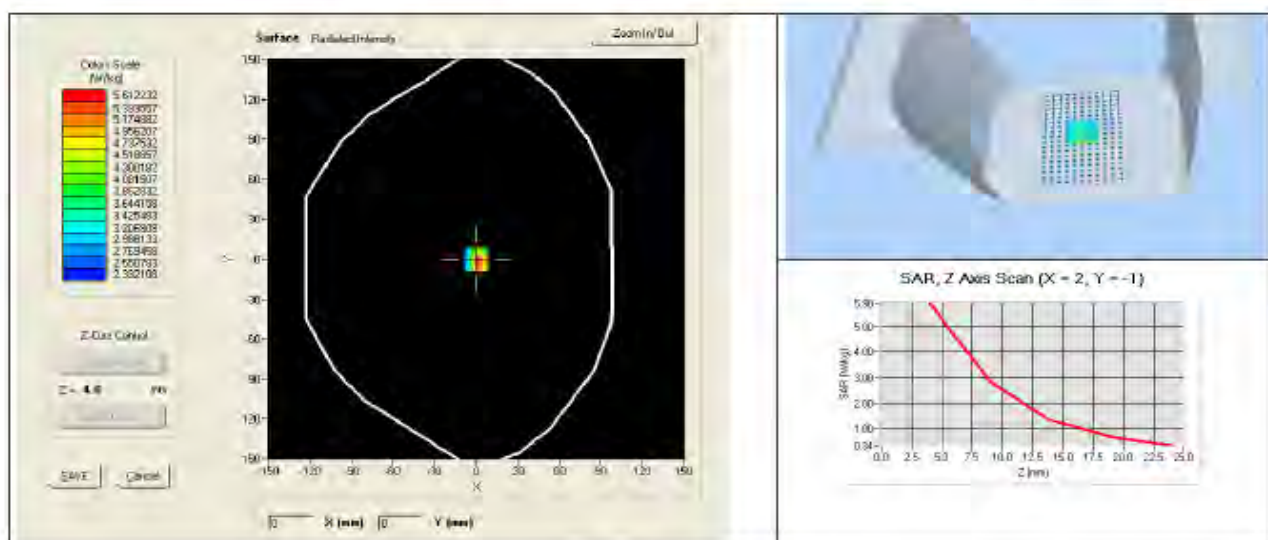 Surface Radiated Intensity
Zoom In/Out
Colors Scale
(W/kg)
5.612232
5.393557
5.174882
4.956207
4.737532
4.518857
4.300182
4.081507
3.862832
3.644158
3.425483
3.206808
2.988133
2.769458
2.550783
2.332108
150
120
90
60
30
0
-30
-60
-90
-120
-150
-150 -120 -90 -60 -30 0 30 60 90 120 150
X
Y
Z-Cut Control
Z = 4.0 mm
SAVE Cancel
0 X (mm) 0 Y (mm)
SAR, Z Axis Scan (X = 2, Y = -1)
SAR (W/kg)
5.00
4.00
3.00
2.00
1.00
0.34
0.0 2.5 5.0 7.5 10.0 12.5 15.0 17.5 20.0 22.5 25.0
Z (mm)